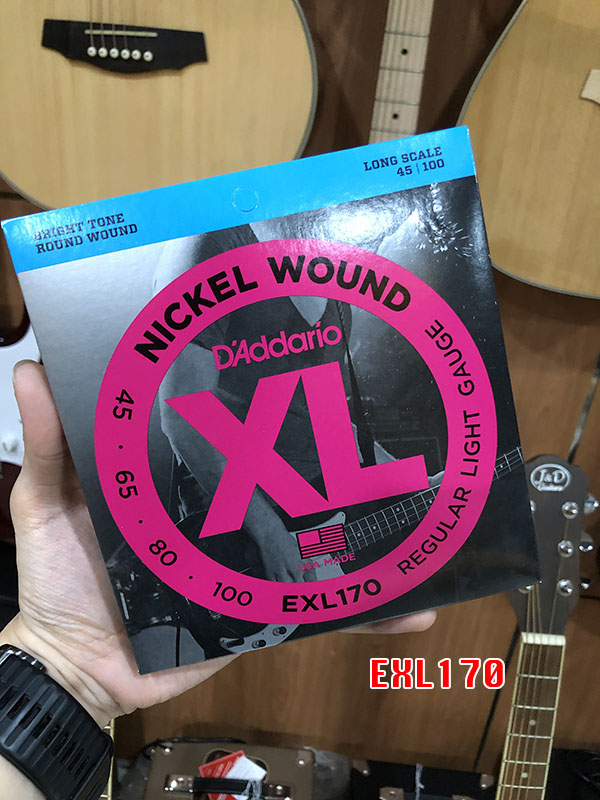 BRIGHT TONE
ROUND WOUND
LONG SCALE
45 | 100
NICKEL WOUND
D'Addario
XL
USA MADE
45 · 65 · 80 · 100
EXL170
REGULAR LIGHT GAUGE
EXL170
J&D